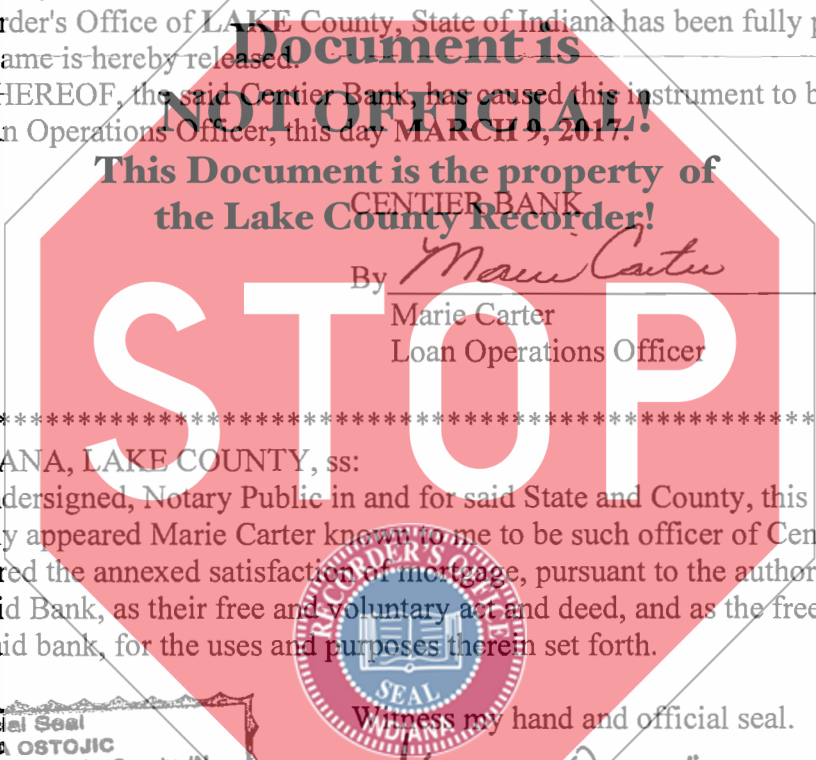 rder's Office of LAKE County, State of Indiana has been fully p
Document is
ame is hereby released.
HEREOF, the said Centier Bank, has caused this instrument to b
NOT OFFICIAL!
n Operations Officer, this day MARCH 9, 2017.
This Document is the property of
CENTIER BANK
the Lake County Recorder!
By Marie Carter
Marie Carter
Loan Operations Officer
STOP
ANA, LAKE COUNTY, ss:
dersigned, Notary Public in and for said State and County, this
y appeared Marie Carter known to me to be such officer of Cen
red the annexed satisfaction of mortgage, pursuant to the author
id Bank, as their free and voluntary act and deed, and as the free
id bank, for the uses and purposes therein set forth.
RECORDER'S OFFICE
SEAL
INDIANA
Witness my hand and official seal.
ial Seal
A OSTOJIC